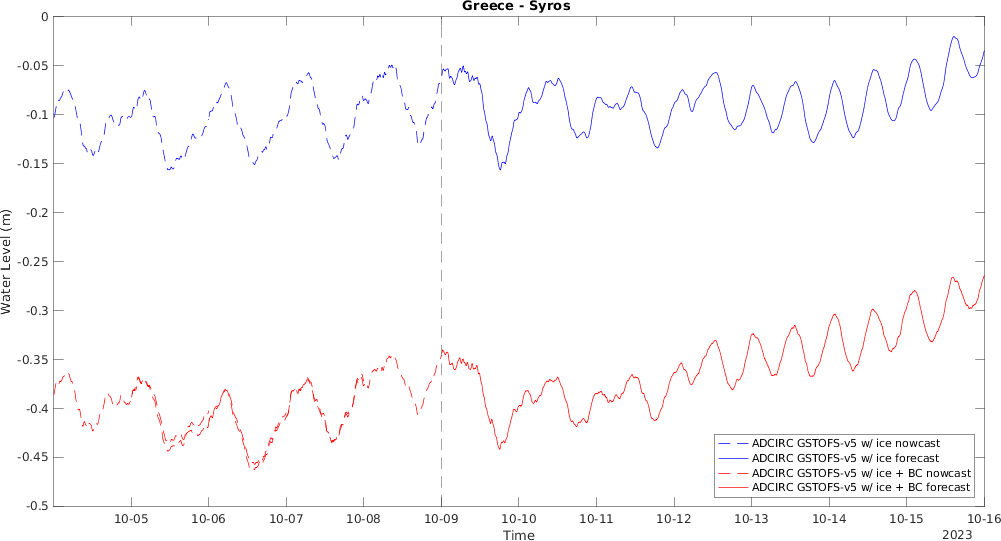 Greece - Syros
0
-0.05
-0.1
-0.15
-0.2
-0.25
-0.3
-0.35
-0.4
-0.45
-0.5
Water Level (m)
ADCIRC GSTOFS-v5 w/ ice nowcast
ADCIRC GSTOFS-v5 w/ ice forecast
ADCIRC GSTOFS-v5 w/ ice + BC nowcast
ADCIRC GSTOFS-v5 w/ ice + BC forecast
10-05 10-06 10-07 10-08 10-09 10-10 10-11 10-12 10-13 10-14 10-15 10-16
Time
2023